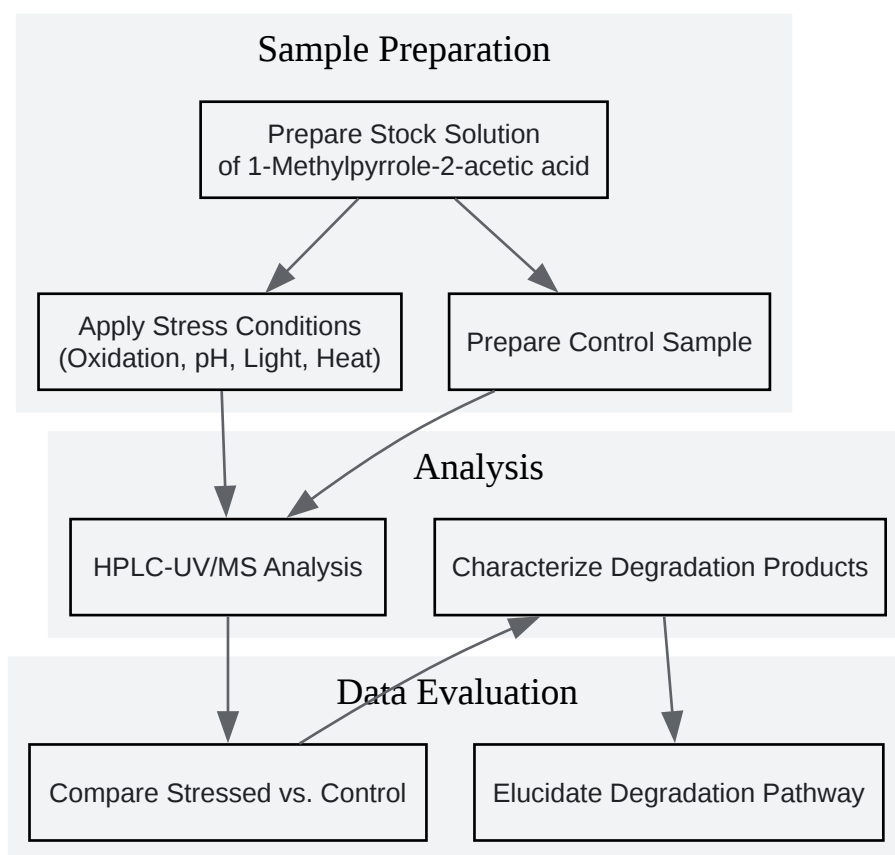 Sample Preparation
Prepare Stock Solution
of 1-Methylpyrrole-2-acetic acid
Apply Stress Conditions
(Oxidation, pH, Light, Heat)
Prepare Control Sample
Analysis
HPLC-UV/MS Analysis
Characterize Degradation Products
Data Evaluation
Compare Stressed vs. Control
Elucidate Degradation Pathway